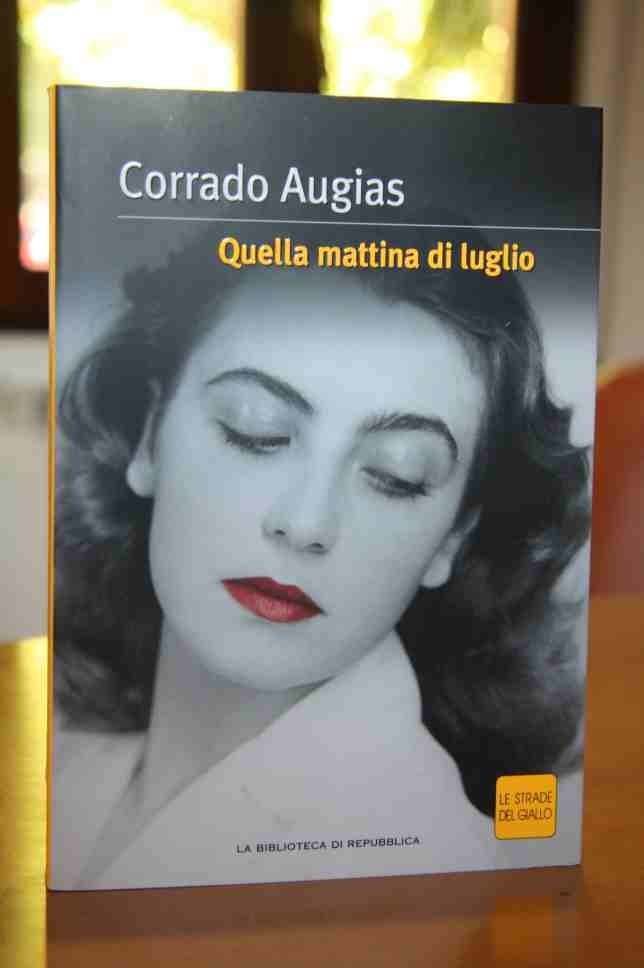 Corrado Augias
Quella mattina di luglio
LE STRADE
DEL GIALLO
LA BIBLIOTECA DI REPUBBLICA